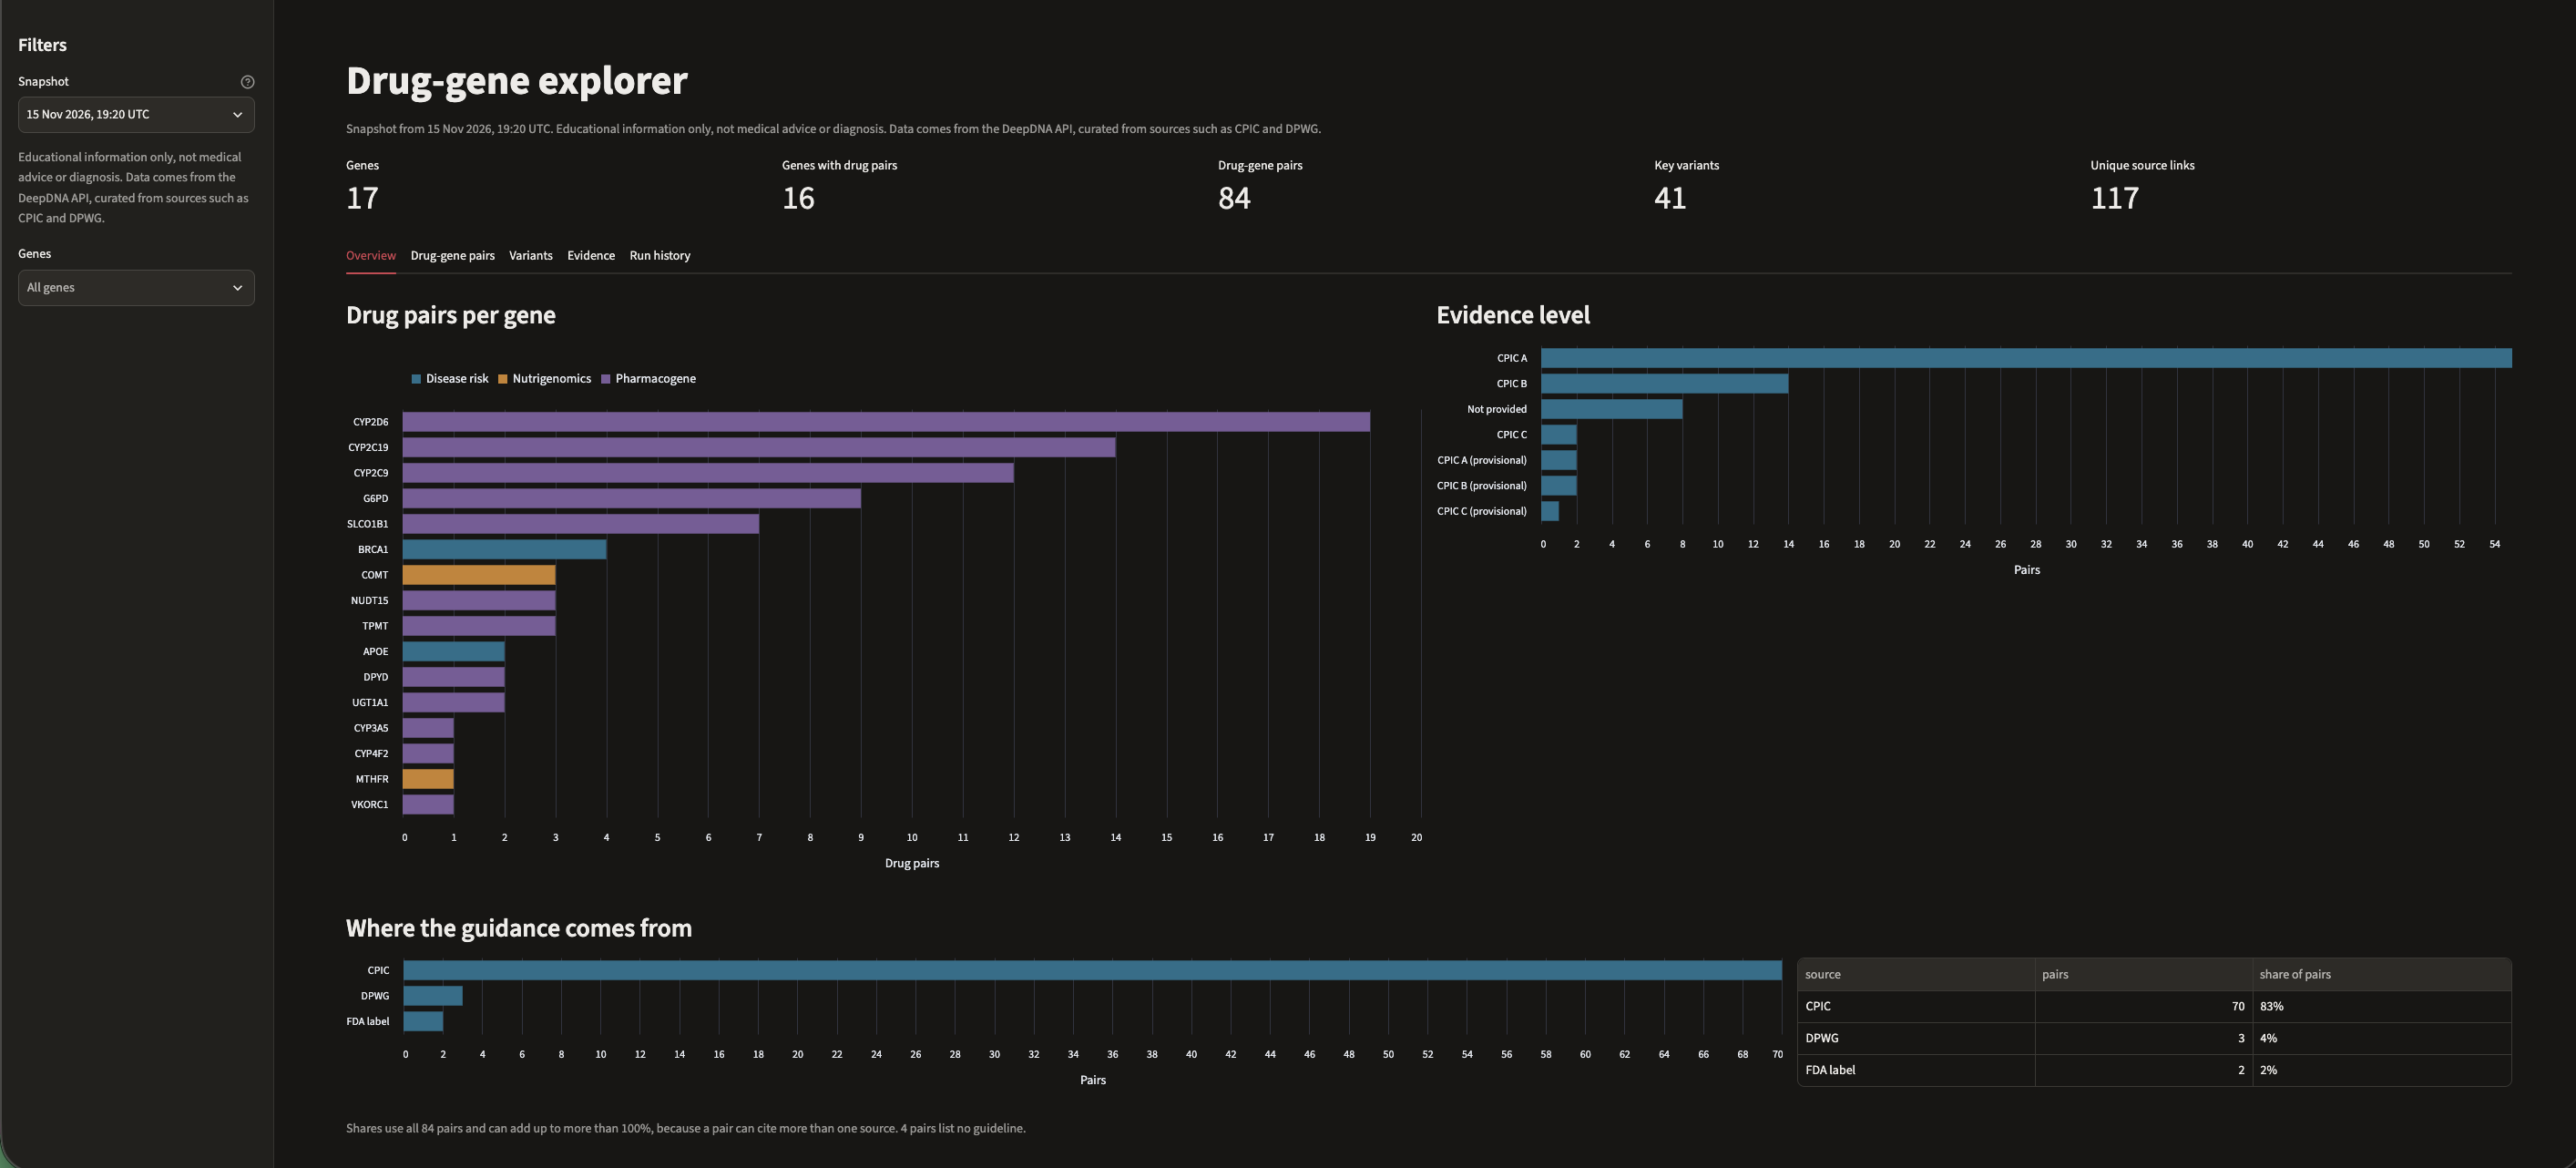 Filters
Snapshot
15 Nov 2026, 19:20 UTC
Educational information only, not medical
advice or diagnosis. Data comes from the
DeepDNA API, curated from sources such as
CPIC and DPWG.
Genes
All genes
Drug-gene explorer
Snapshot from 15 Nov 2026, 19:20 UTC. Educational information only, not medical advice or diagnosis. Data comes from the DeepDNA API, curated from sources such as CPIC and DPWG.
Genes
17
Genes with drug pairs
16
Drug-gene pairs
84
Key variants
41
Unique source links
117
Overview Drug-gene pairs Variants Evidence Run history
Drug pairs per gene
Disease risk Nutrigenomics Pharmacogene
CYP2D6
CYP2C19
CYP2C9
G6PD
SLCO1B1
BRCA1
COMT
NUDT15
TPMT
APOE
DPYD
UGT1A1
CYP3A5
CYP4F2
MTHFR
VKORC1
0 1 2 3 4 5 6 7 8 9 10 11 12 13 14 15 16 17 18 19 20
Drug pairs
Evidence level
CPIC A
CPIC B
Not provided
CPIC C
CPIC A (provisional)
CPIC B (provisional)
CPIC C (provisional)
0 2 4 6 8 10 12 14 16 18 20 22 24 26 28 30 32 34 36 38 40 42 44 46 48 50 52 54
Pairs
Where the guidance comes from
CPIC
DPWG
FDA label
0 2 4 6 8 10 12 14 16 18 20 22 24 26 28 30 32 34 36 38 40 42 44 46 48 50 52 54 56 58 60 62 64 66 68 70
Pairs
source pairs share of pairs
CPIC 70 83%
DPWG 3 4%
FDA label 2 2%
Shares use all 84 pairs and can add up to more than 100%, because a pair can cite more than one source. 4 pairs list no guideline.